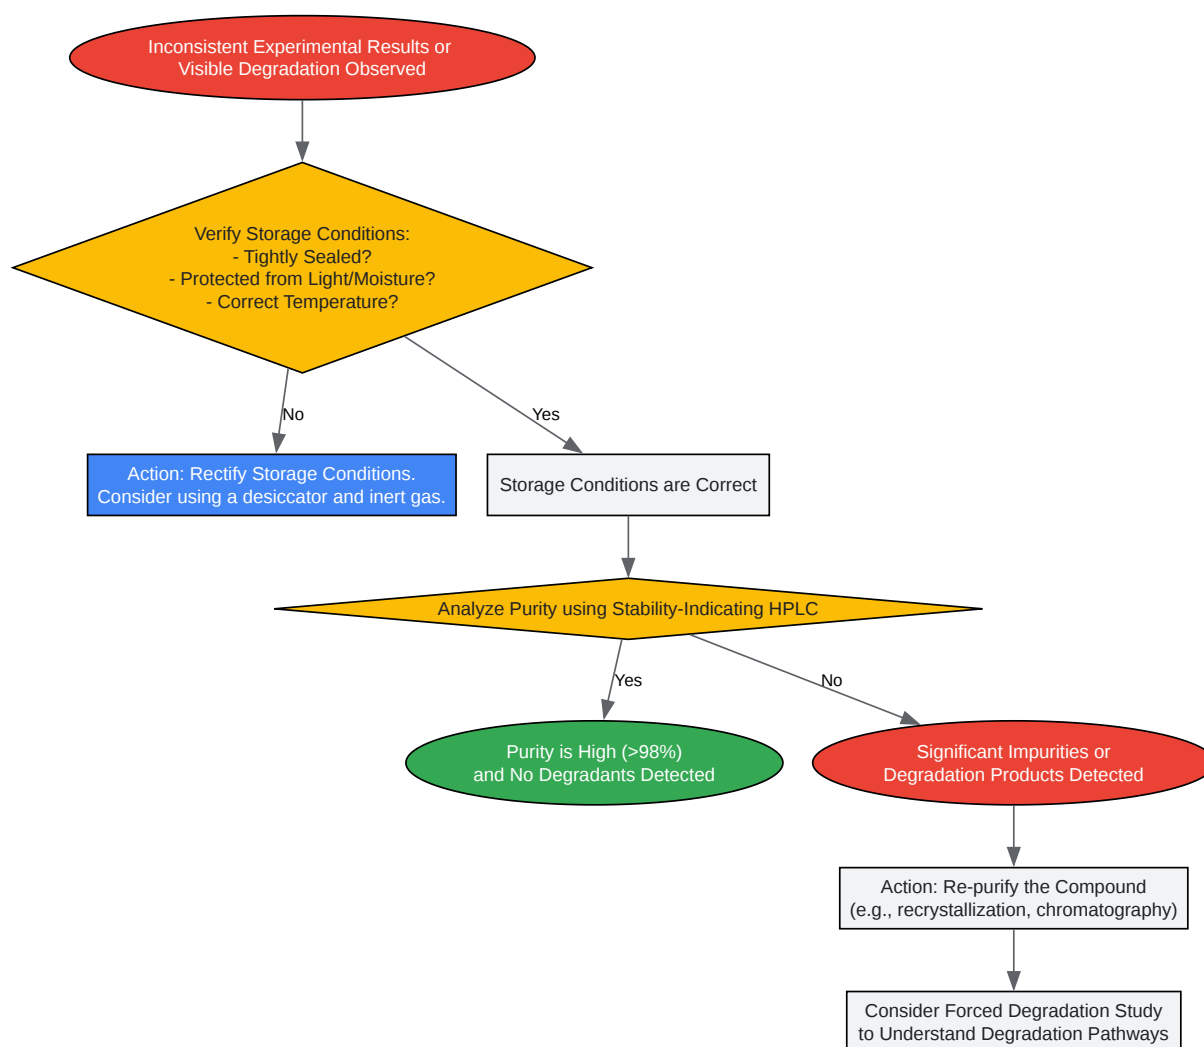 Inconsistent Experimental Results or
Visible Degradation Observed
Verify Storage Conditions:
- Tightly Sealed?
- Protected from Light/Moisture?
- Correct Temperature?
No
Yes
Action: Rectify Storage Conditions.
Consider using a desiccator and inert gas.
Storage Conditions are Correct
Analyze Purity using Stability-Indicating HPLC
Yes
No
Purity is High (>98%)
and No Degradants Detected
Significant Impurities or
Degradation Products Detected
Action: Re-purify the Compound
(e.g., recrystallization, chromatography)
Consider Forced Degradation Study
to Understand Degradation Pathways